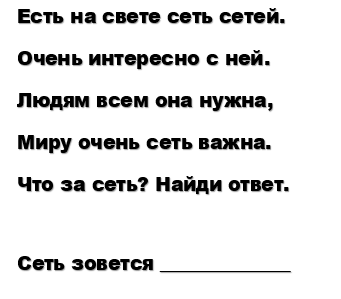 Есть на свете сеть сетей.
Очень интересно с ней.
Людям всем она нужна,
Миру очень сеть важна.
Что за сеть? Найди ответ.
Сеть зовется _____________